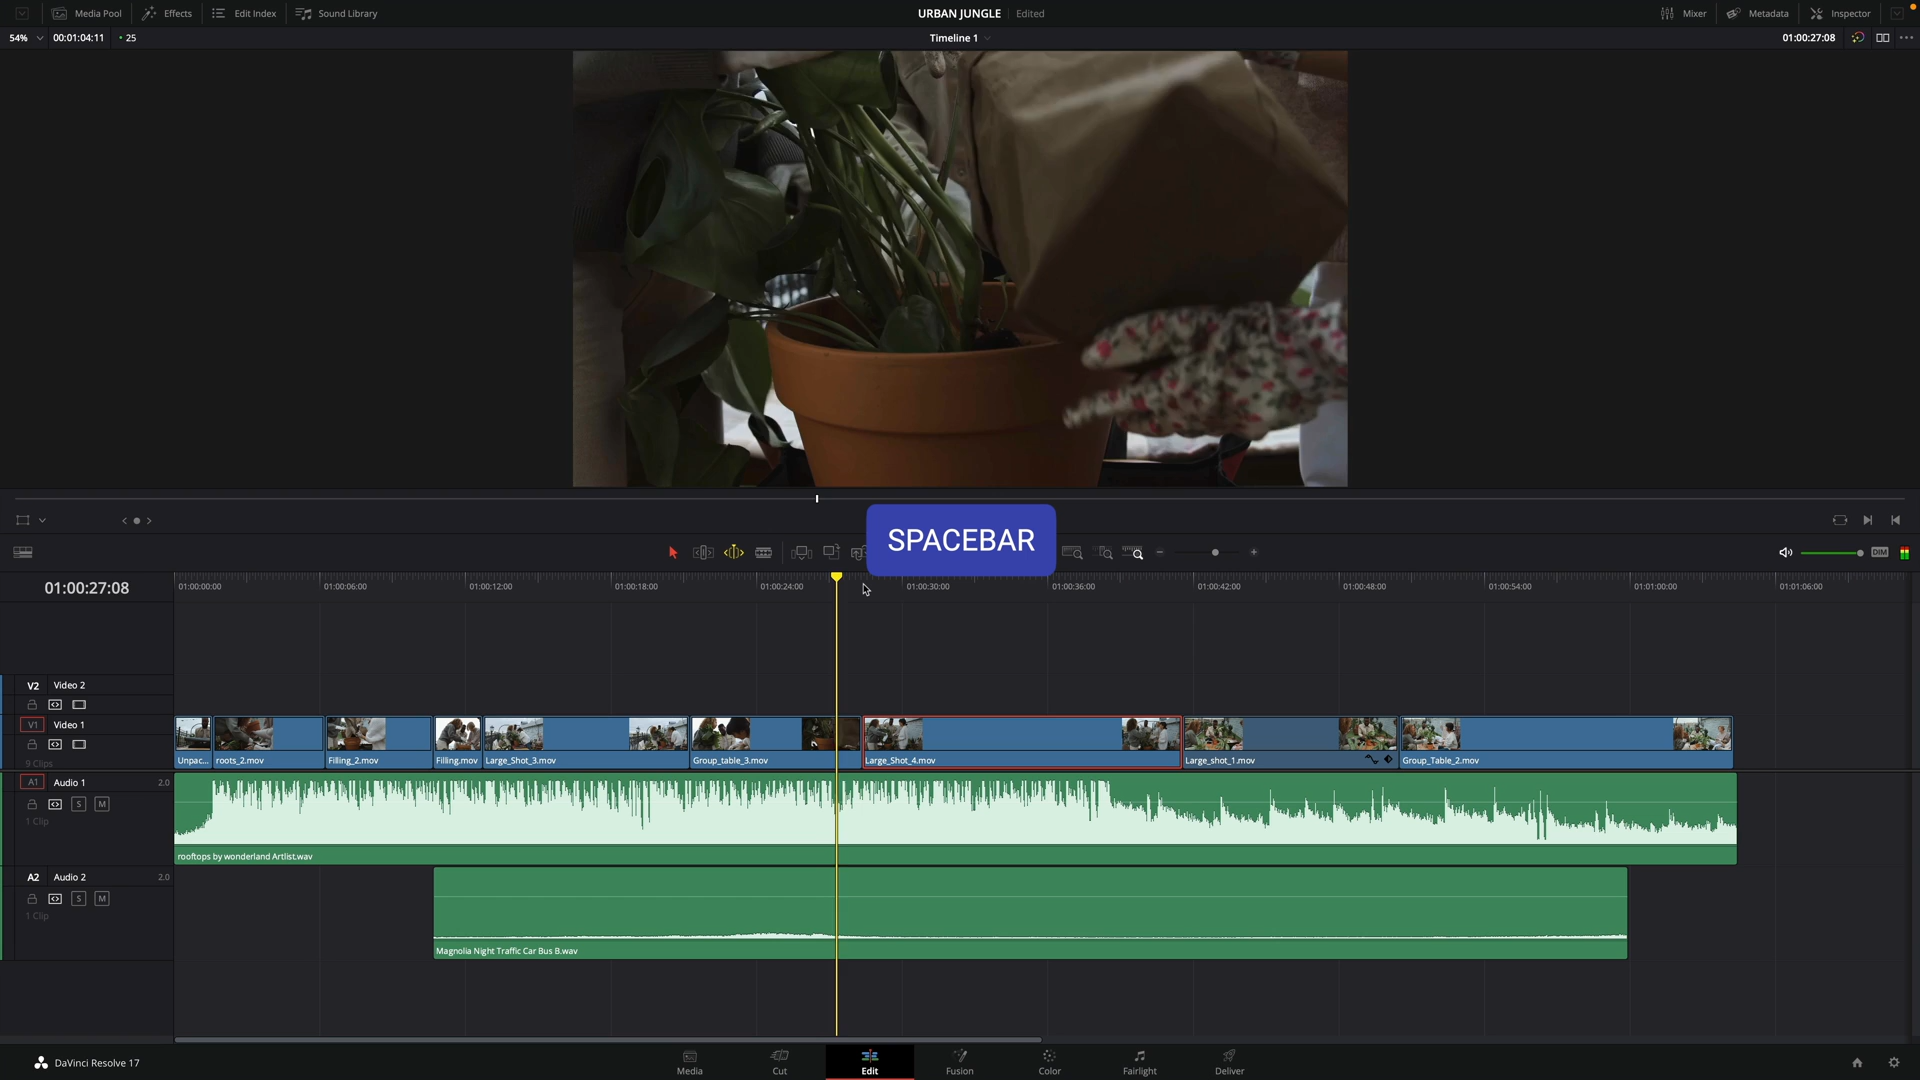 Media Pool Effects Edit Index Sound Library URBAN JUNGLE Edited Mixer Metadata Inspector
54% 00:01:04:11 25 Timeline 1 01:00:27:08
SPACEBAR
DIM
01:00:27:08 01:00:00:00 01:00:06:00 01:00:12:00 01:00:18:00 01:00:24:00 01:00:30:00 01:00:36:00 01:00:42:00 01:00:48:00 01:00:54:00 01:01:00:00 01:01:06:00
V2 Video 2
V1 Video 1
9 Clips
Unpac... roots_2.mov Filling_2.mov Filling.mov Large_Shot_3.mov Group_table_3.mov Large_Shot_4.mov Large_shot_1.mov Group_Table_2.mov
A1 Audio 1 2.0
S M
1 Clip
rooftops by wonderland Artlist.wav
A2 Audio 2 2.0
S M
1 Clip
Magnolia Night Traffic Car Bus B.wav
DaVinci Resolve 17 Media Cut Edit Fusion Color Fairlight Deliver